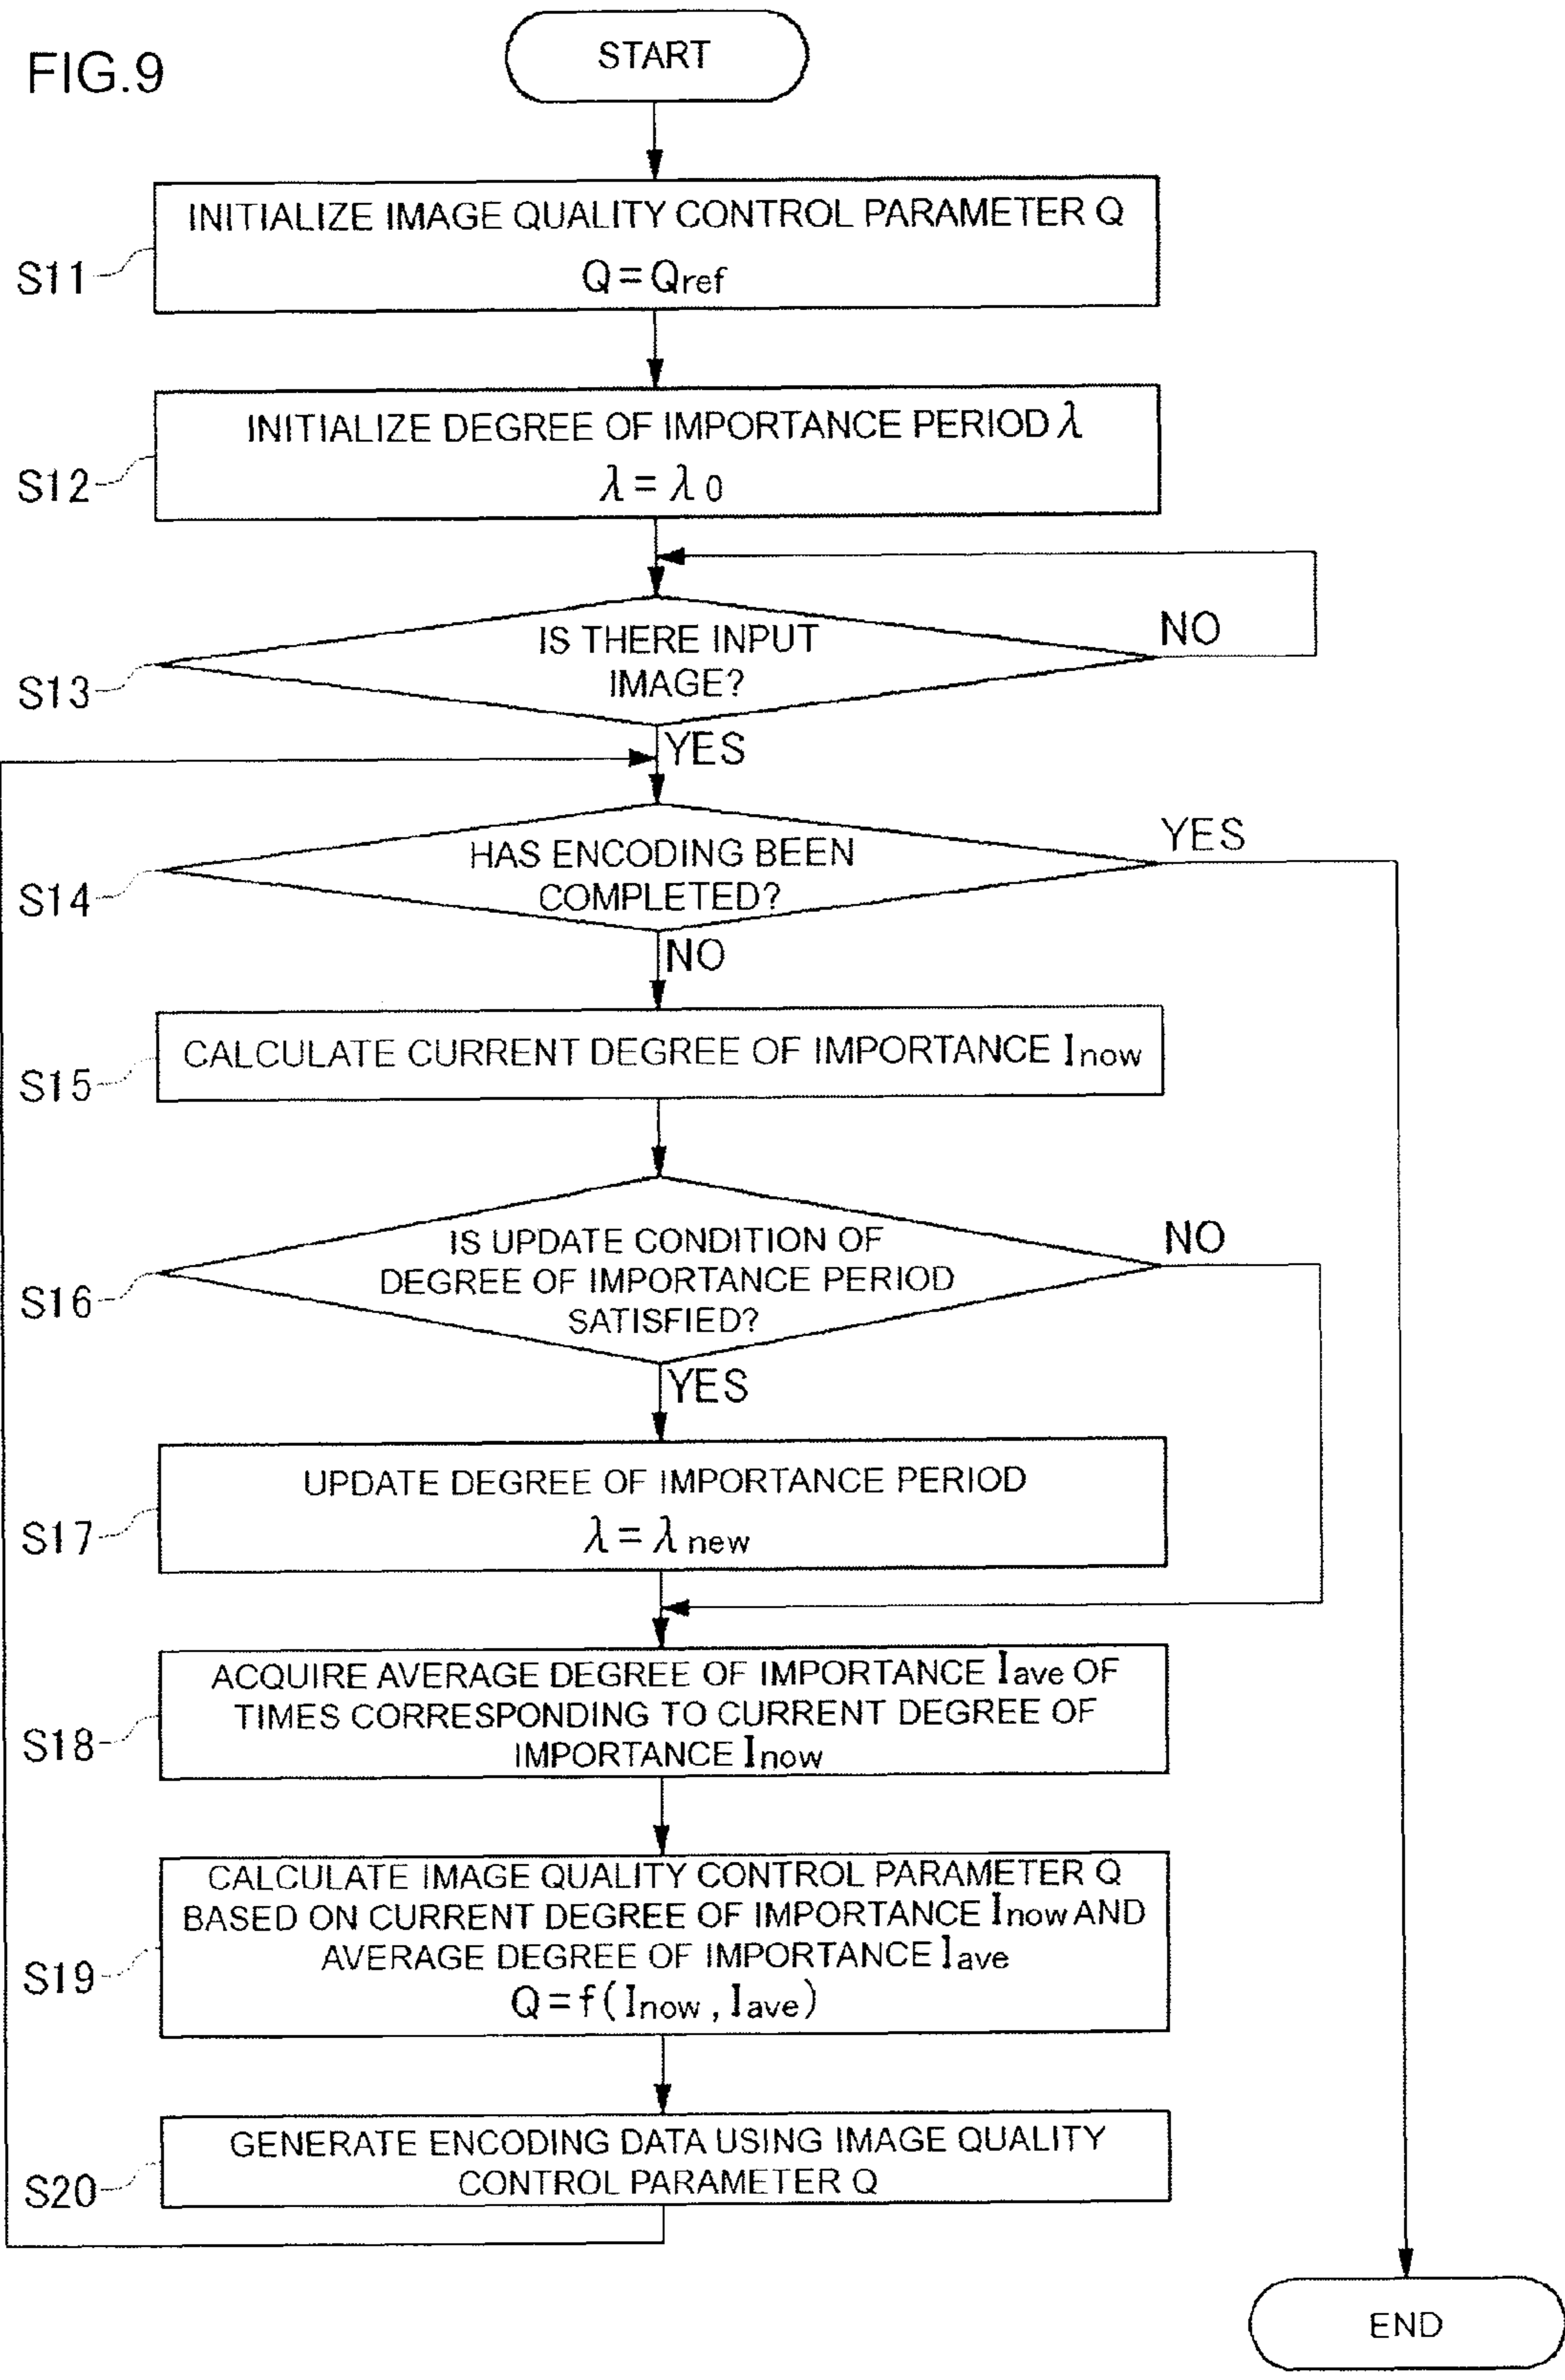 FIG.9
START
INITIALIZE IMAGE QUALITY CONTROL PARAMETER Q
Q=Qref
S11
INITIALIZE DEGREE OF IMPORTANCE PERIOD λ
λ=λ0
S12
IS THERE INPUT
IMAGE?
NO
S13
YES
HAS ENCODING BEEN
COMPLETED?
YES
S14
NO
CALCULATE CURRENT DEGREE OF IMPORTANCE Inow
S15
IS UPDATE CONDITION OF
DEGREE OF IMPORTANCE PERIOD
SATISFIED?
NO
S16
YES
UPDATE DEGREE OF IMPORTANCE PERIOD
λ=λnew
S17
ACQUIRE AVERAGE DEGREE OF IMPORTANCE Iave OF
TIMES CORRESPONDING TO CURRENT DEGREE OF
IMPORTANCE Inow
S18
CALCULATE IMAGE QUALITY CONTROL PARAMETER Q
BASED ON CURRENT DEGREE OF IMPORTANCE Inow AND
AVERAGE DEGREE OF IMPORTANCE Iave
Q=f(Inow, Iave)
S19
GENERATE ENCODING DATA USING IMAGE QUALITY
CONTROL PARAMETER Q
S20
END